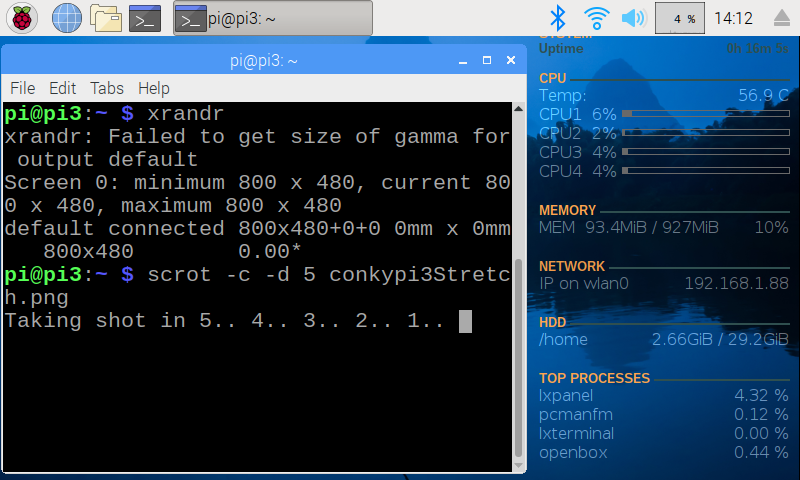 pi@pi3: ~
4 %
14:12
pi@pi3: ~
File Edit Tabs Help
pi@pi3:~ $ xrandr
xrandr: Failed to get size of gamma for
 output default
Screen 0: minimum 800 x 480, current 80
0 x 480, maximum 800 x 480
default connected 800x480+0+0 0mm x 0mm
   800x480        0.00*
pi@pi3:~ $ scrot -c -d 5 conkypi3Stretc
h.png
Taking shot in 5.. 4.. 3.. 2.. 1..
SYSTEM
Uptime 0h 16m 5s
CPU
Temp: 56.9 C
CPU1 6%
CPU2 2%
CPU3 4%
CPU4 4%
MEMORY
MEM 93.4MiB / 927MiB 10%
NETWORK
IP on wlan0 192.168.1.88
HDD
/home 2.66GiB / 29.2GiB
TOP PROCESSES
lxpanel 4.32 %
pcmanfm 0.12 %
lxterminal 0.00 %
openbox 0.44 %